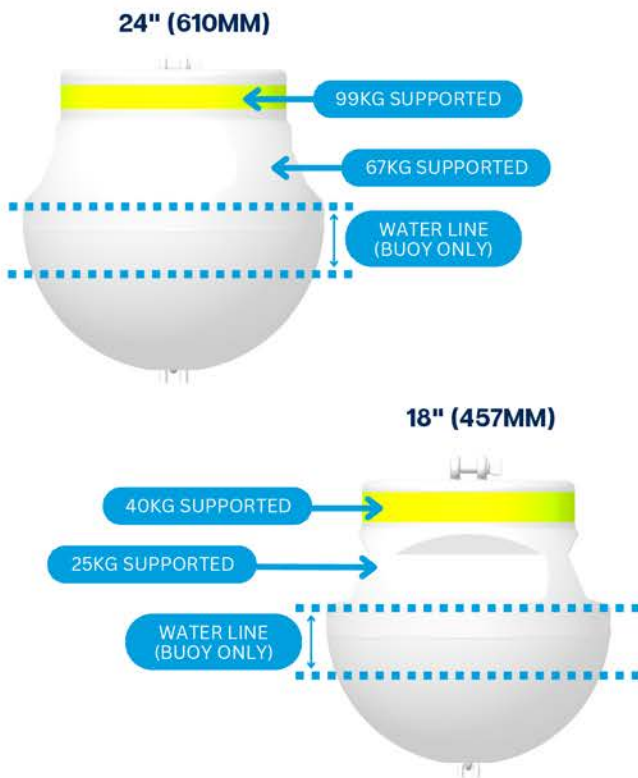 24" (610MM)
99KG SUPPORTED
67KG SUPPORTED
WATER LINE
(BUOY ONLY)
18" (457MM)
40KG SUPPORTED
25KG SUPPORTED
WATER LINE
(BUOY ONLY)